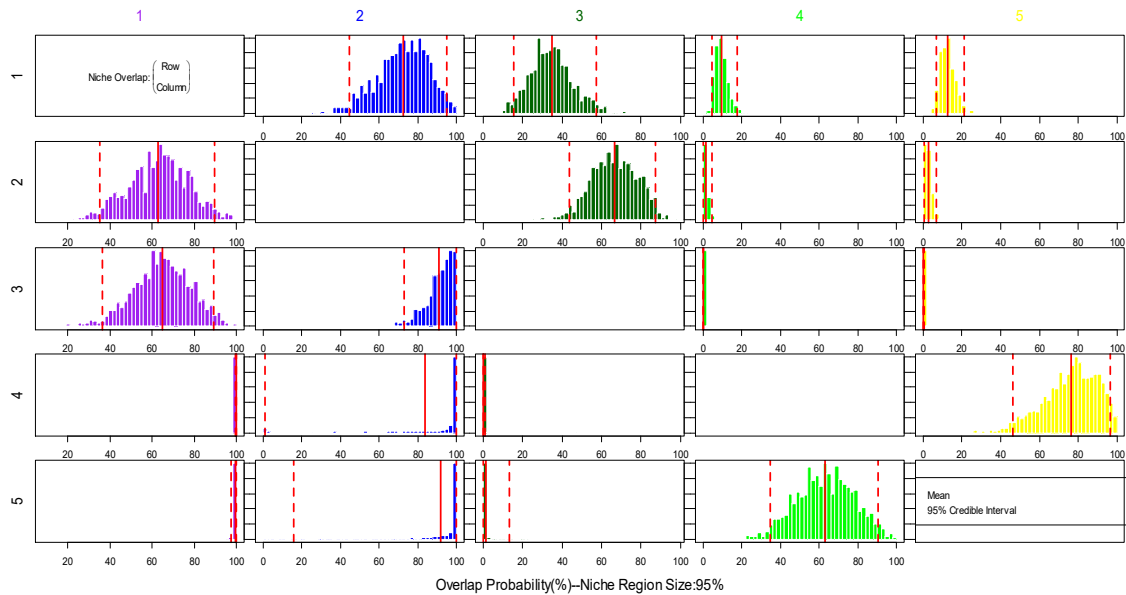 1 2 3 4 5
1
Niche Overlap: Row
Column
0 20 40 60 80 100 0 20 40 60 80 100 0 20 40 60 80 100 0 20 40 60 80 100
2
20 40 60 80 100 0 20 40 60 80 100 0 20 40 60 80 100 0 20 40 60 80 100
3
20 40 60 80 100 0 20 40 60 80 100 0 20 40 60 80 100 0 20 40 60 80 100
4
20 40 60 80 100 0 20 40 60 80 100 0 20 40 60 80 100 0 20 40 60 80 100
5
Mean
95% Credible Interval
20 40 60 80 100 0 20 40 60 80 100 0 20 40 60 80 100 0 20 40 60 80 100
Overlap Probability(%)--Niche Region Size:95%